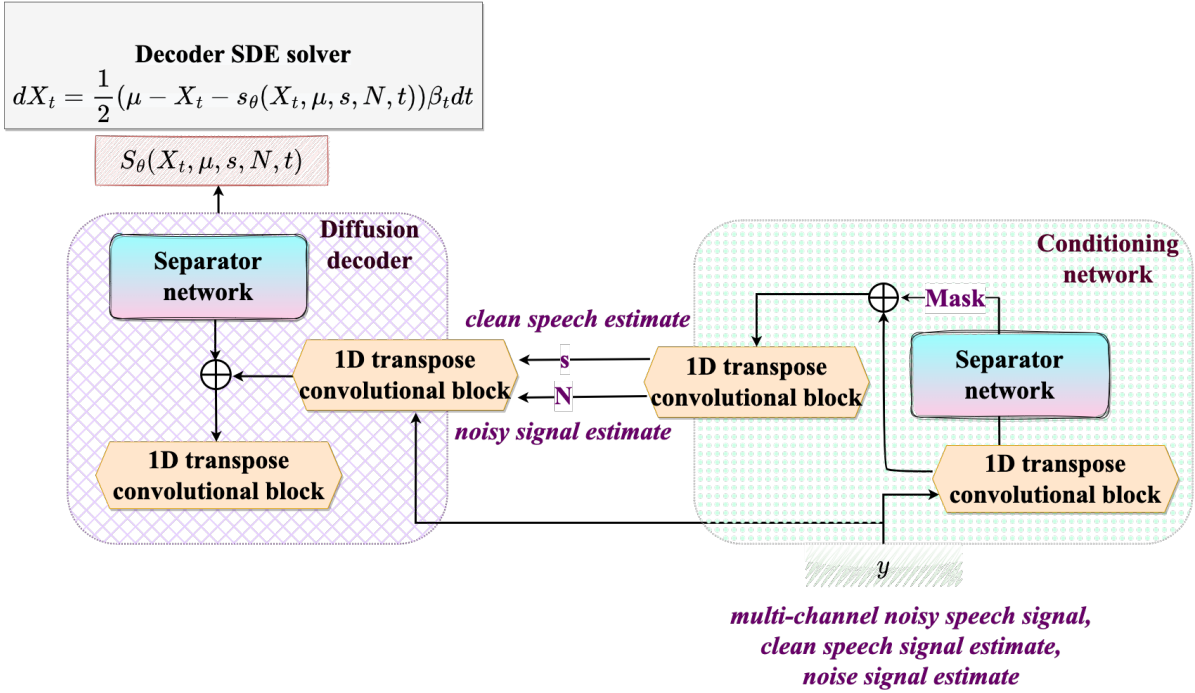 Decoder SDE solver
dX_t = \frac{1}{2}(μ − X_t − s_θ(X_t, μ, s, N, t))β_t dt
S_θ(X_t, μ, s, N, t)
Diffusion
decoder
Separator
network
1D transpose
convolutional block
1D transpose
convolutional block
clean speech estimate
s
N
noisy signal estimate
Conditioning
network
Mask
Separator
network
1D transpose
convolutional block
1D transpose
convolutional block
y
multi-channel noisy speech signal,
clean speech signal estimate,
noise signal estimate